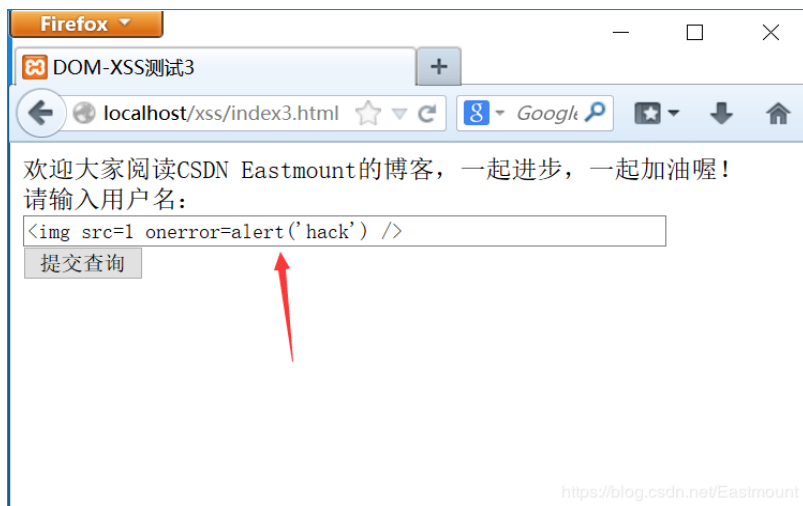 Firefox
DOM-XSS测试3
localhost/xss/index3.html
8
Google
欢迎大家阅读CSDN Eastmount的博客，一起进步，一起加油喔！
请输入用户名：
<img src=1 onerror=alert('hack') />
提交查询
https://blog.csdn.net/Eastmount